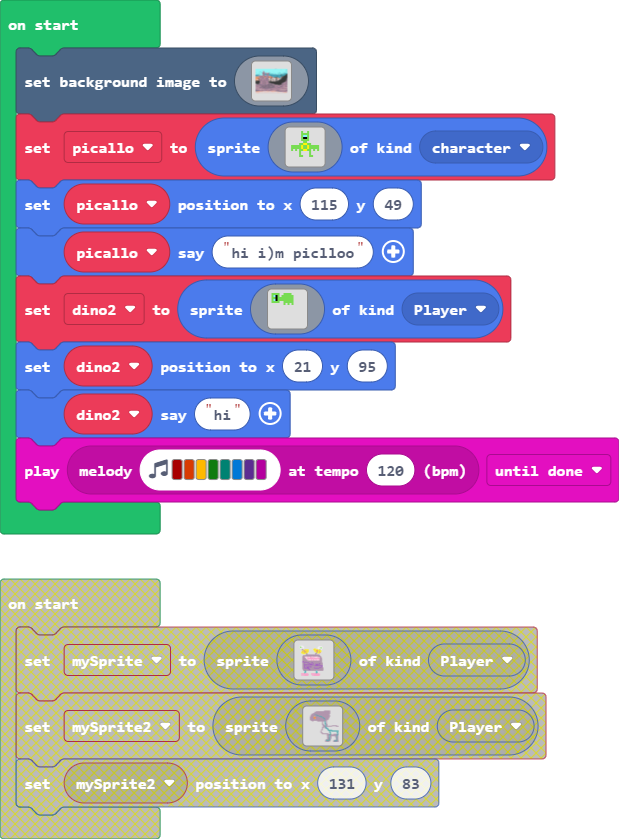 on start
set background image to
set picallo to sprite of kind character
set picallo position to x 115 y 49
picallo say "hi i)m piclloo"
set dino2 to sprite of kind Player
set dino2 position to x 21 y 95
dino2 say "hi"
play melody at tempo 120 (bpm) until done
on start
set mySprite to sprite of kind Player
set mySprite2 to sprite of kind Player
set mySprite2 position to x 131 y 83